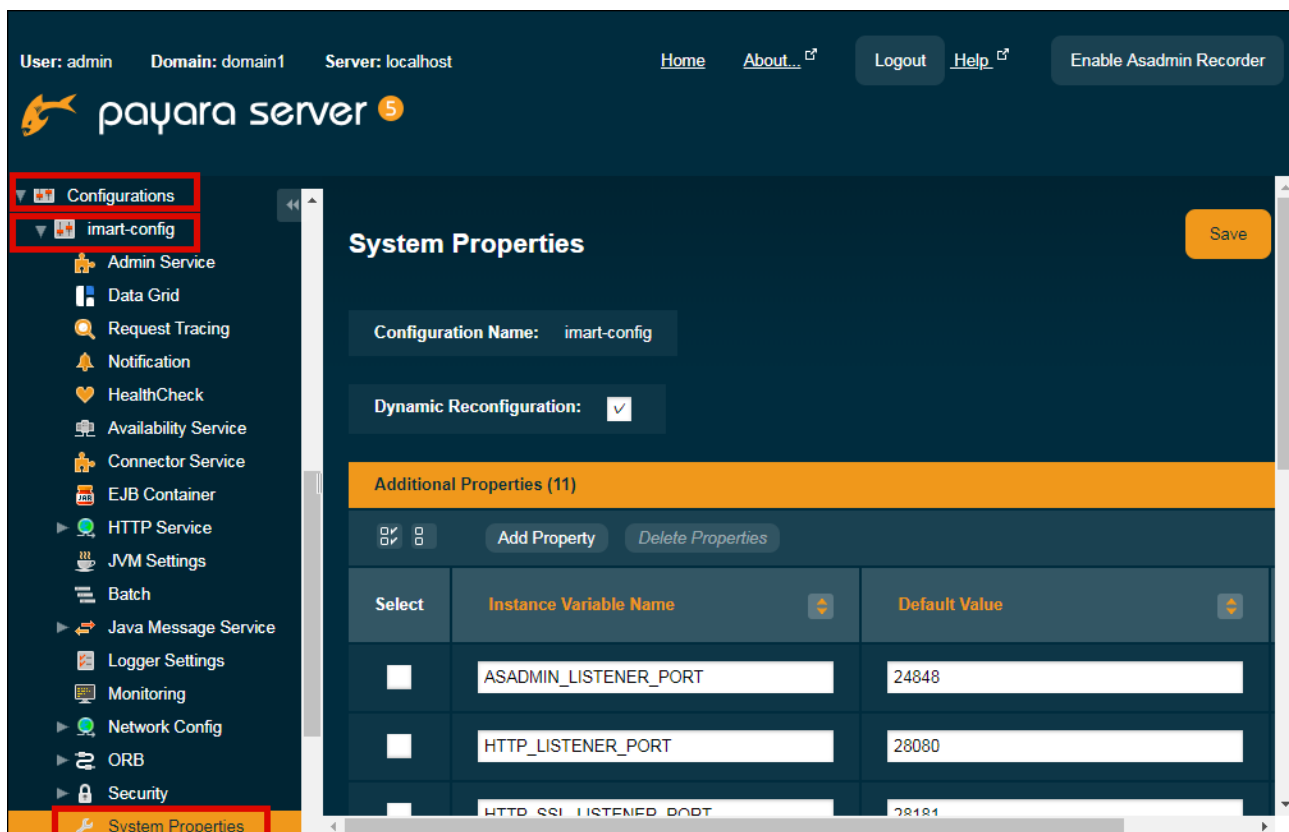 User: admin Domain: domain1 Server: localhost Home About... Logout Help Enable Asadmin Recorder
payara server 5
Configurations
imart-config
Admin Service
Data Grid
Request Tracing
Notification
HealthCheck
Availability Service
Connector Service
EJB Container
HTTP Service
JVM Settings
Batch
Java Message Service
Logger Settings
Monitoring
Network Config
ORB
Security
System Properties
System Properties
Save
Configuration Name: imart-config
Dynamic Reconfiguration:
Additional Properties (11)
Add Property Delete Properties
Select Instance Variable Name Default Value
ASADMIN_LISTENER_PORT 24848
HTTP_LISTENER_PORT 28080
HTTP_SSL_LISTENER_PORT 28181